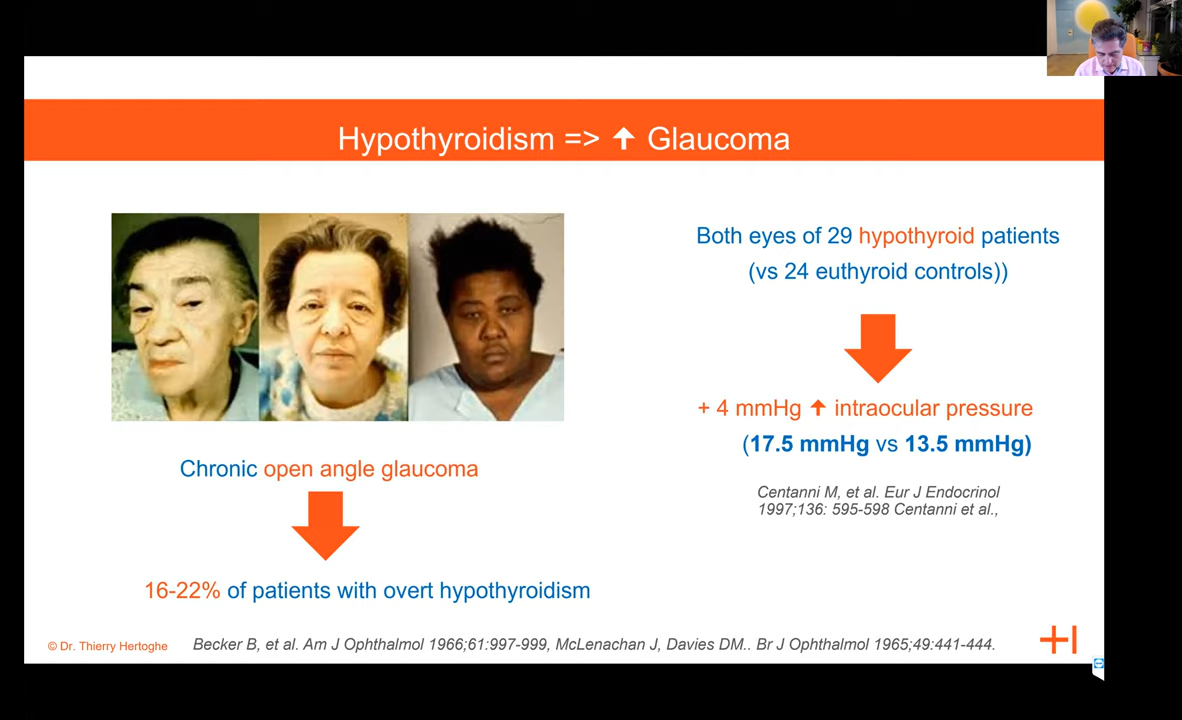 Hypothyroidism => ⬆ Glaucoma
Both eyes of 29 hypothyroid patients
(vs 24 euthyroid controls))
+ 4 mmHg ⬆ intraocular pressure
(17.5 mmHg vs 13.5 mmHg)
Centanni M, et al. Eur J Endocrinol
1997;136: 595-598 Centanni et al.,
Chronic open angle glaucoma
16-22% of patients with overt hypothyroidism
© Dr. Thierry Hertoghe
Becker B, et al. Am J Ophthalmol 1966;61:997-999, McLenachan J, Davies DM.. Br J Ophthalmol 1965;49:441-444.